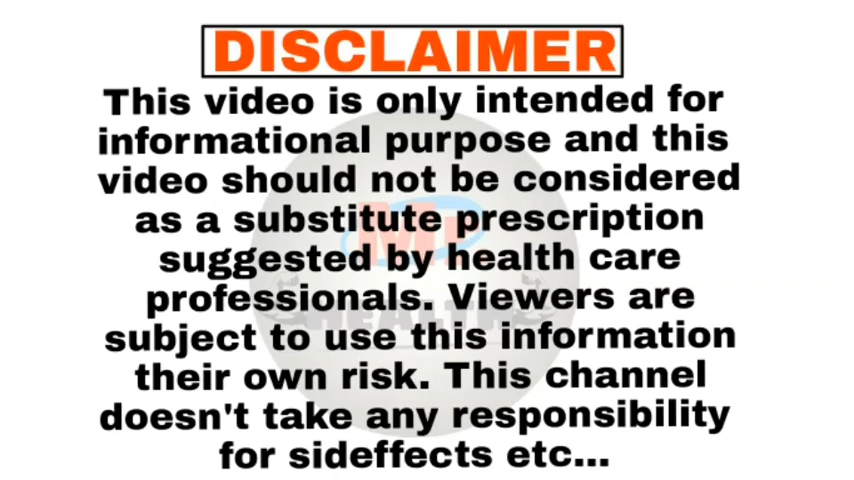 DISCLAIMER
This video is only intended for
informational purpose and this
video should not be considered
as a substitute prescription
suggested by health care
professionals. Viewers are
subject to use this information
their own risk. This channel
doesn't take any responsibility
for sideffects etc...
Mr
HEALTH